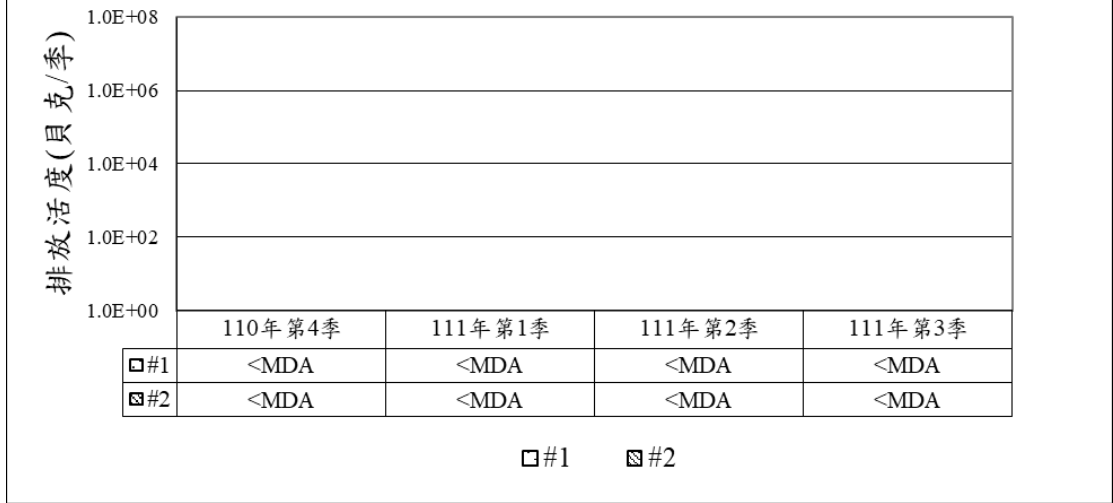 排放活度(貝克/季)
1.0E+08
1.0E+06
1.0E+04
1.0E+02
1.0E+00
110年第4季 111年第1季 111年第2季 111年第3季
#1 <MDA <MDA <MDA <MDA
#2 <MDA <MDA <MDA <MDA
#1 #2